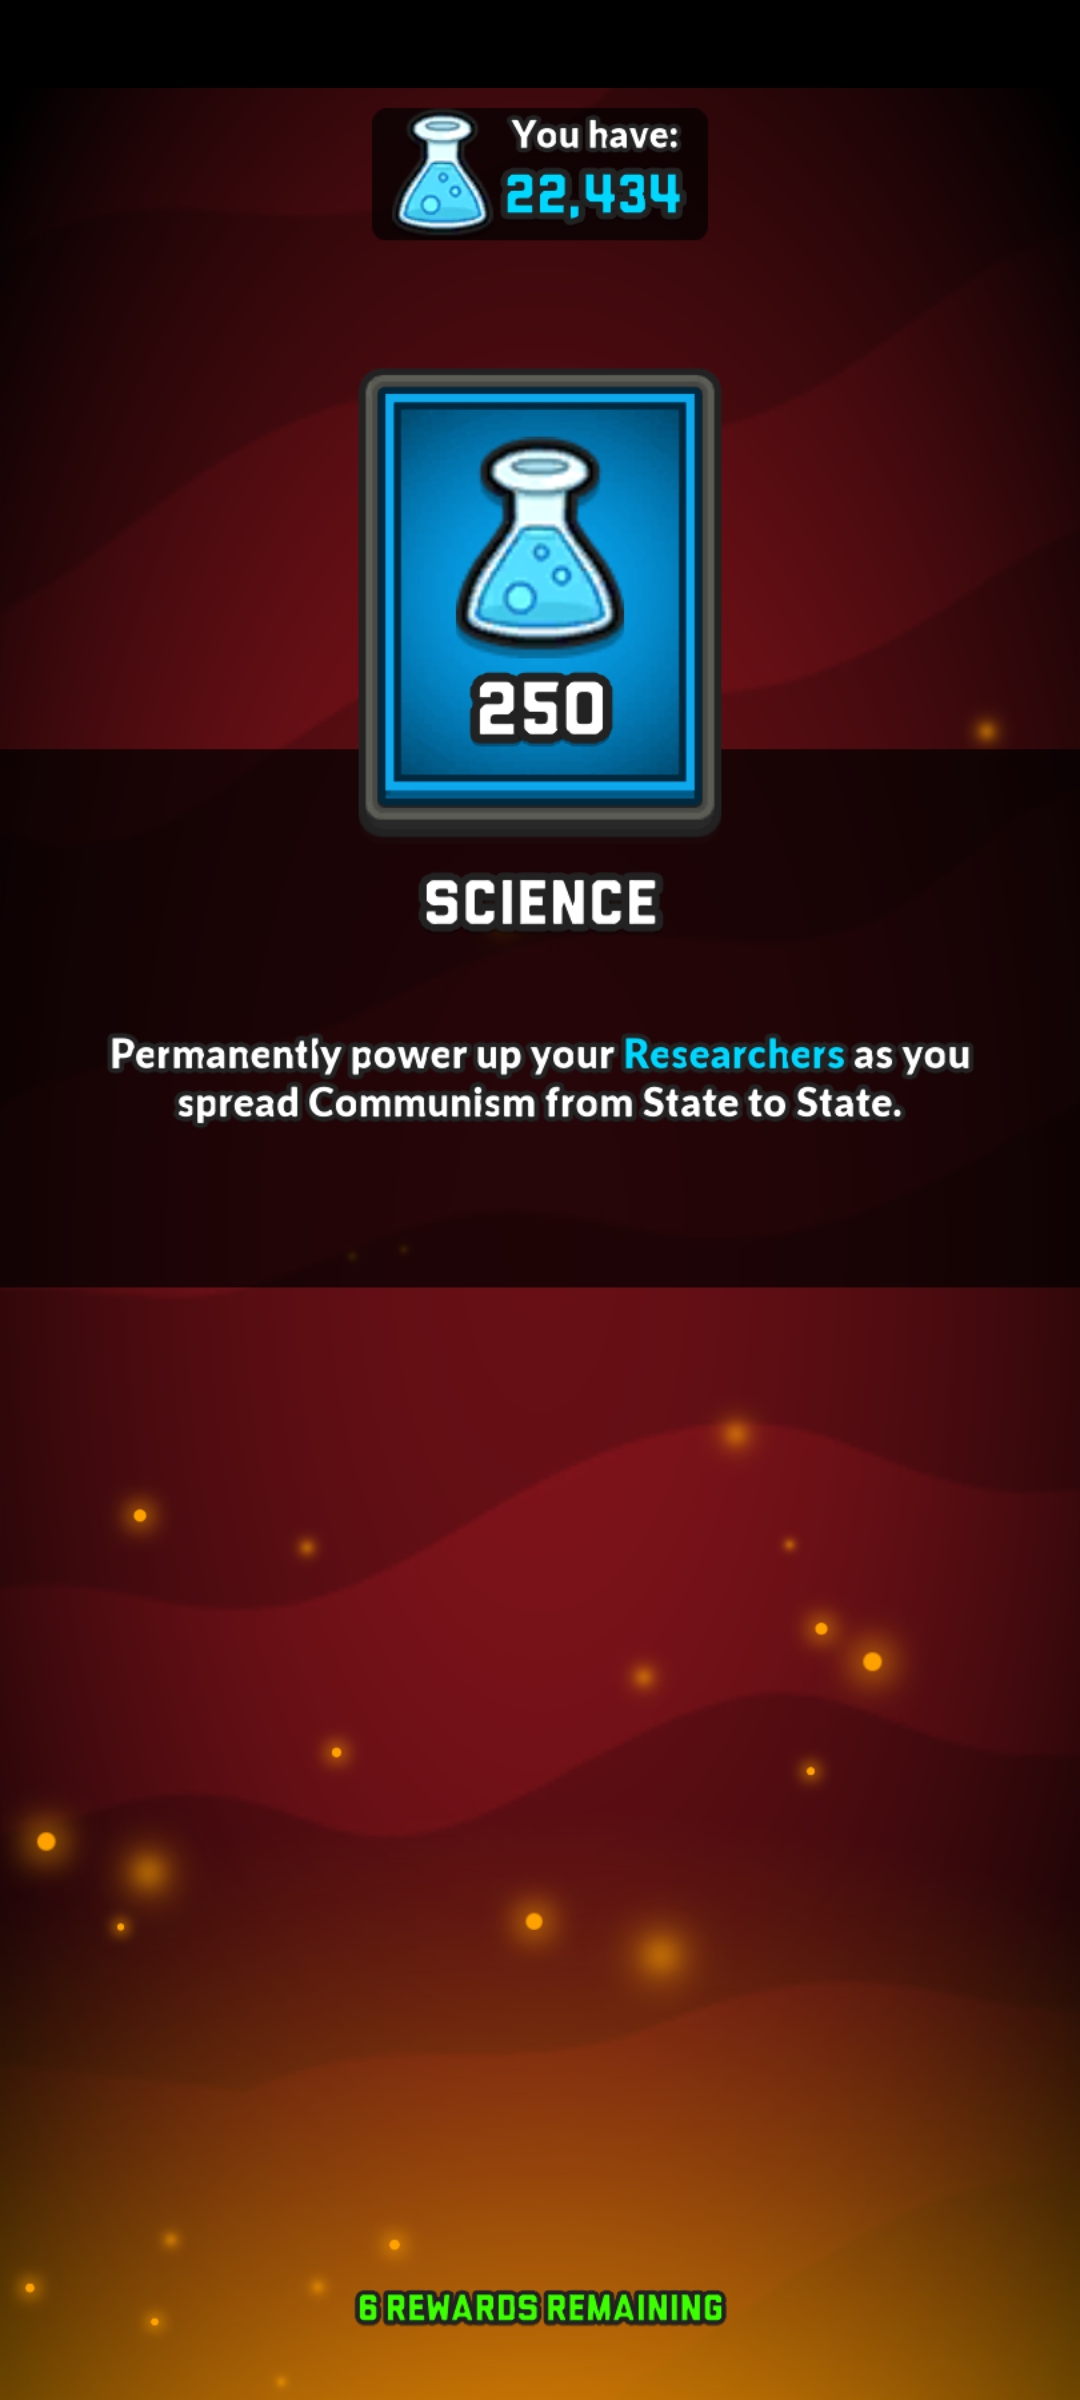 You have:
22,434
250
SCIENCE
Permanently power up your Researchers as you
spread Communism from State to State.
6 REWARDS REMAINING